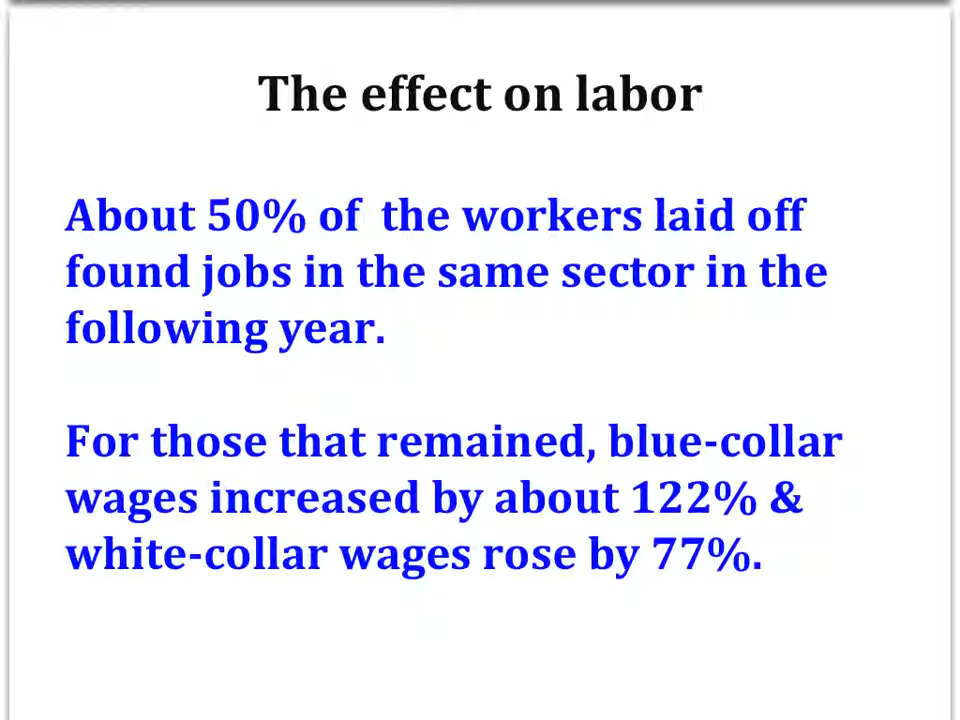 The effect on labor
About 50% of  the workers laid off
found jobs in the same sector in the
following year.
For those that remained, blue-collar
wages increased by about 122% &
white-collar wages rose by 77%.